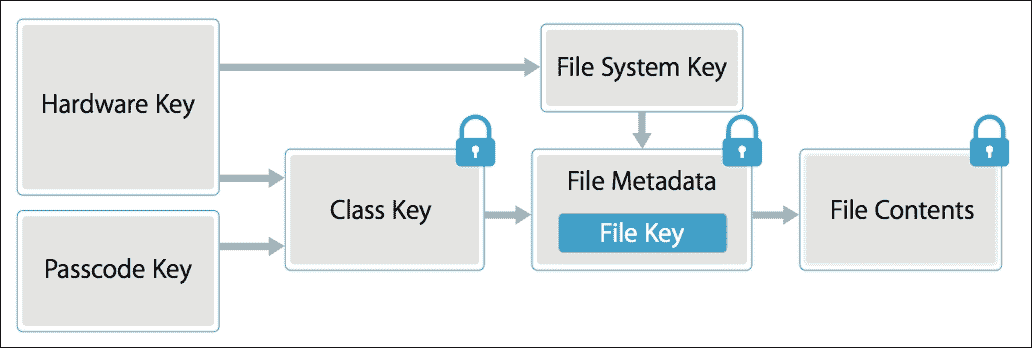 Hardware Key
File System Key
Class Key
File Metadata
File Key
File Contents
Passcode Key